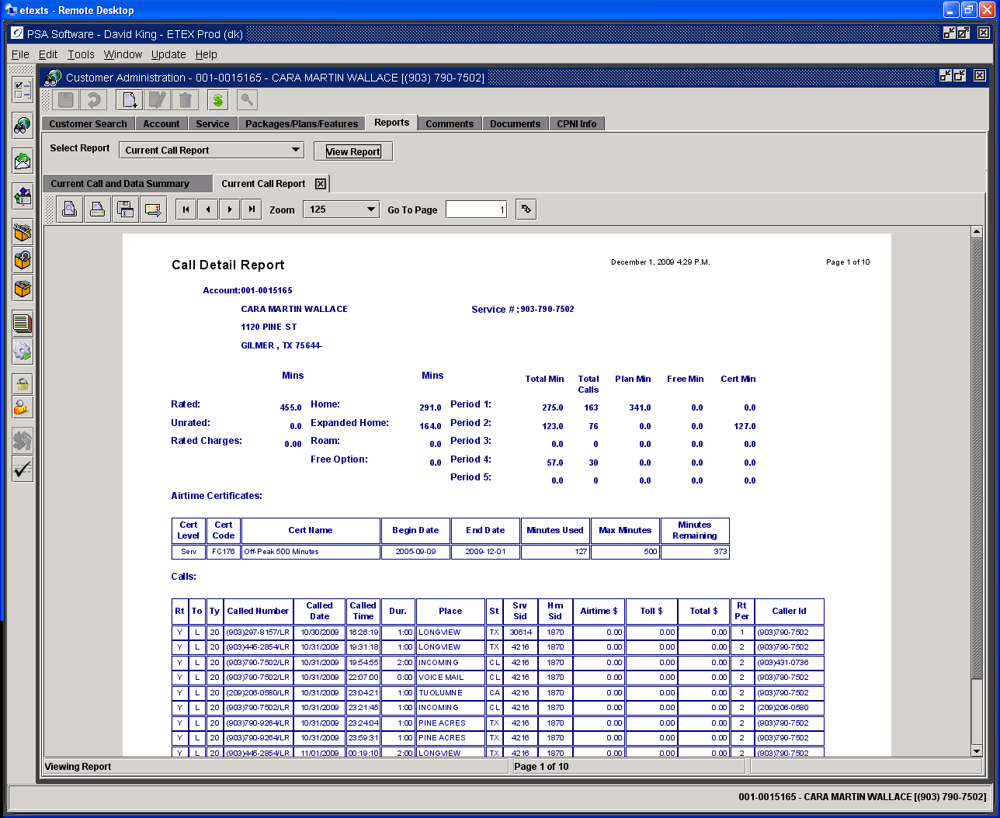 etexts - Remote Desktop
PSA Software - David King - ETEX Prod (dk)
File Edit Tools Window Update Help
Customer Administration - 001-0015165 - CARA MARTIN WALLACE [(903) 790-7502]
Customer Search Account Service Packages/Plans/Features Reports Comments Documents CPNI Info
Select Report Current Call Report View Report
Current Call and Data Summary Current Call Report
Zoom 125 Go To Page 1
Call Detail Report December 1, 2009 4:29 P.M. Page 1 of 10
Account:001-0015165
CARA MARTIN WALLACE Service # : 903-790-7502
1120 PINE ST
GILMER , TX 75644-
Mins Mins Total Min Total Calls Plan Min Free Min Cert Min
Rated: 455.0 Home: 291.0 Period 1: 275.0 163 341.0 0.0 0.0
Unrated: 0.0 Expanded Home: 164.0 Period 2: 123.0 76 0.0 0.0 127.0
Rated Charges: 0.00 Roam: 0.0 Period 3: 0.0 0 0.0 0.0 0.0
Free Option: 0.0 Period 4: 57.0 30 0.0 0.0 0.0
Period 5: 0.0 0 0.0 0.0 0.0
Airtime Certificates:
Cert Level Cert Code Cert Name Begin Date End Date Minutes Used Max Minutes Minutes Remaining
Serv FC176 Off-Peak 500 Minutes 2005-09-09 2009-12-01 127 500 373
Calls:
Rt To Ty Called Number Called Date Called Time Dur. Place St Srv Sid Hm Sid Airtime $ Toll $ Total $ Rt Per Caller Id
Y L 20 (903)297-8157/LR 10/30/2009 16:26:19 1:00 LONGVIEW TX 30614 1870 0.00 0.00 0.00 1 (903)790-7502
Y L 20 (903)445-2854/LR 10/31/2009 19:31:18 1:00 LONGVIEW TX 4216 1870 0.00 0.00 0.00 2 (903)790-7502
Y L 20 (903)790-7502/LR 10/31/2009 19:54:55 2:00 INCOMING CL 4216 1870 0.00 0.00 0.00 2 (903)431-0736
Y L 20 (903)790-7502/LR 10/31/2009 22:07:00 0:00 VOICE MAIL CL 4216 1870 0.00 0.00 0.00 2 (903)790-7502
Y L 20 (209)206-0580/LR 10/31/2009 23:04:21 1:00 TUOLUMNE CA 4216 1870 0.00 0.00 0.00 2 (903)790-7502
Y L 20 (903)790-7502/LR 10/31/2009 23:21:45 1:00 INCOMING CL 4216 1870 0.00 0.00 0.00 2 (209)206-0580
Y L 20 (903)790-9264/LR 10/31/2009 23:24:04 1:00 PINE ACRES TX 4216 1870 0.00 0.00 0.00 2 (903)790-7502
Y L 20 (903)790-9264/LR 10/31/2009 23:59:31 1:00 PINE ACRES TX 4216 1870 0.00 0.00 0.00 2 (903)790-7502
Y L 20 (903)445-2854/LR 11/01/2009 00:19:10 2:00 LONGVIEW TX 4216 1870 0.00 0.00 0.00 2 (903)790-7502
Viewing Report Page 1 of 10
001-0015165 - CARA MARTIN WALLACE [(903) 790-7502]